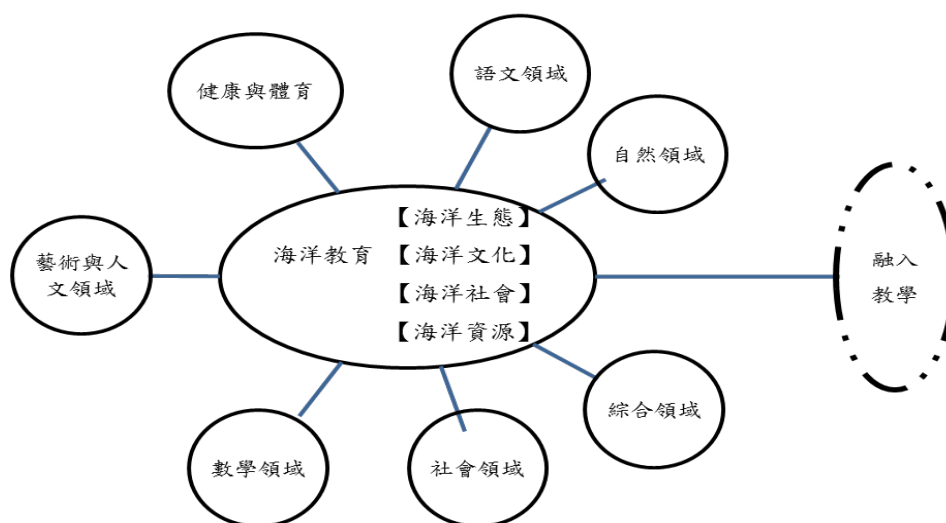 語文領域
健康與體育
自然領域
海洋教育
【海洋生態】
【海洋文化】
【海洋社會】
【海洋資源】
藝術與人
文領域
融入
教學
綜合領域
數學領域
社會領域